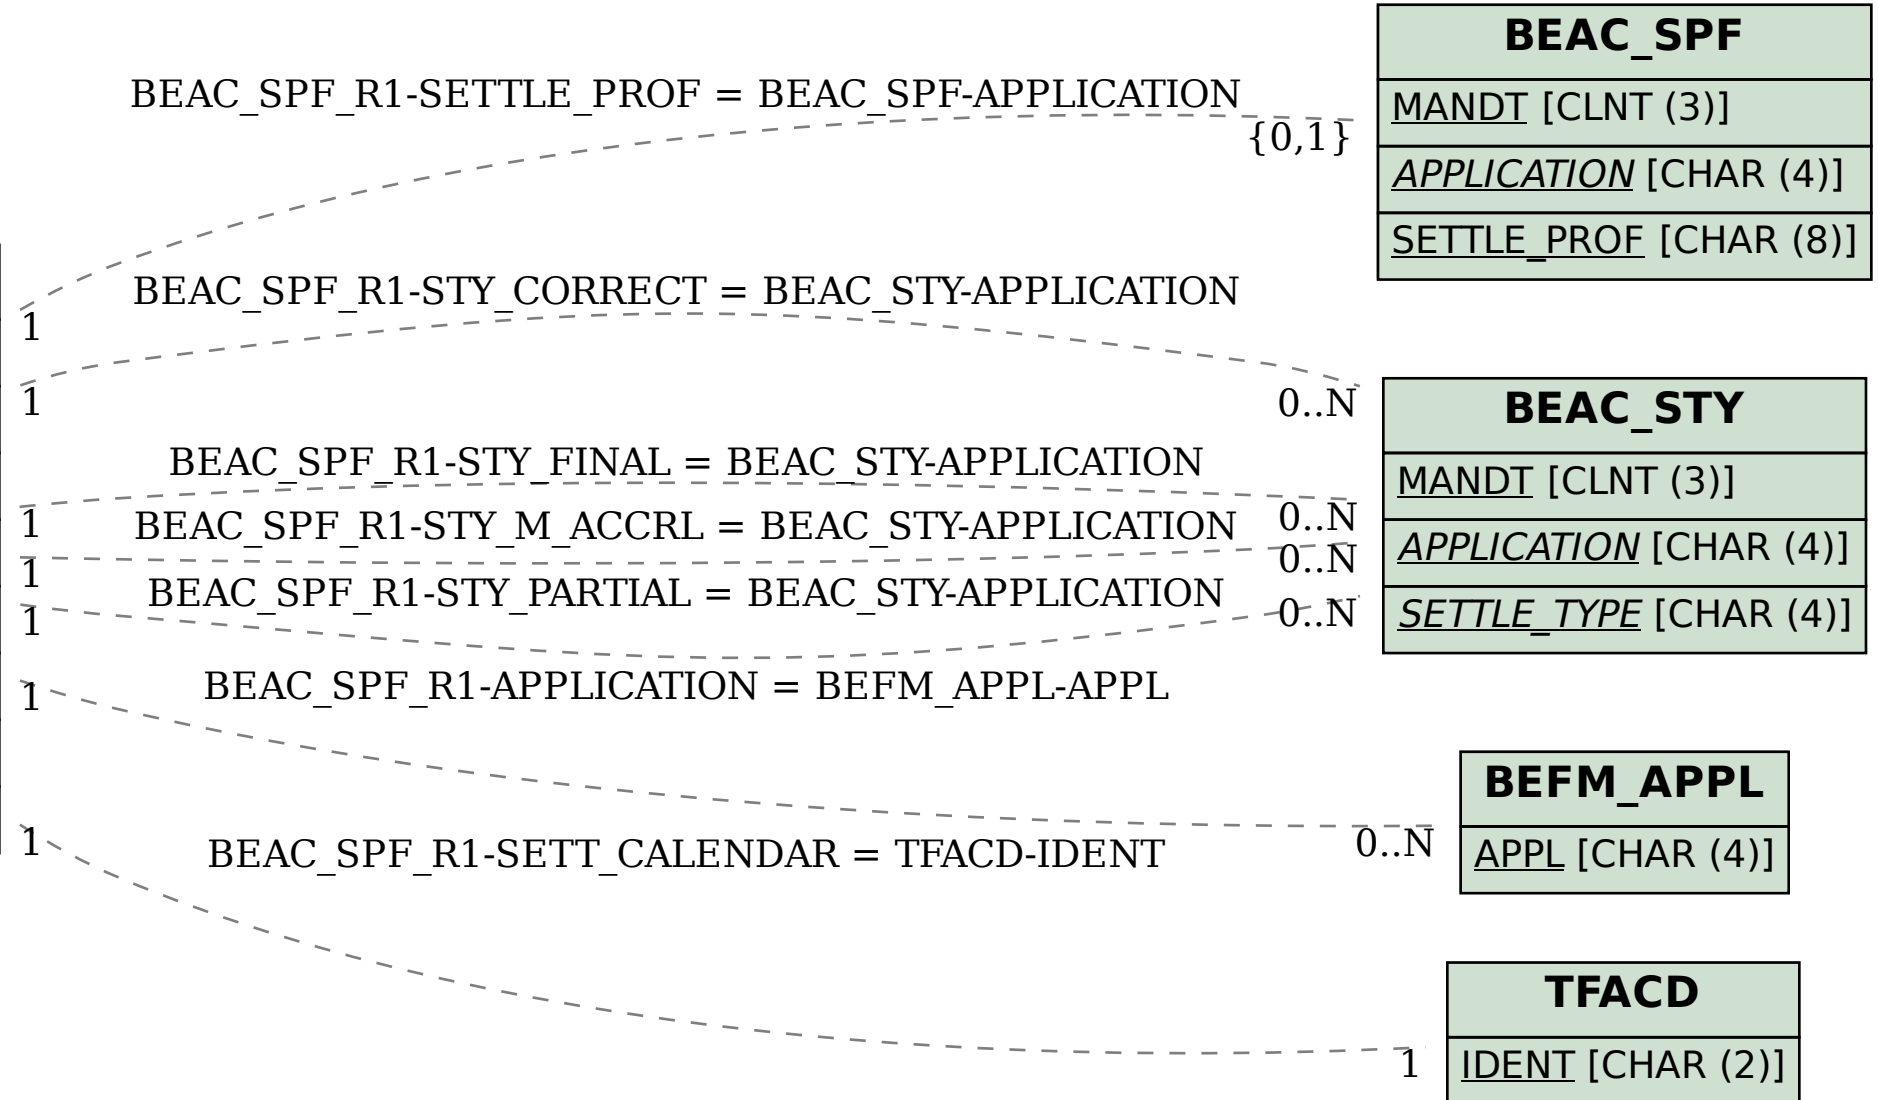 BEAC_SPF
BEAC_SPF_R1-SETTLE_PROF = BEAC_SPF-APPLICATION
{0,1}
MANDT [CLNT (3)]
APPLICATION [CHAR (4)]
SETTLE_PROF [CHAR (8)]
1
BEAC_SPF_R1-STY_CORRECT = BEAC_STY-APPLICATION
1
0..N
BEAC_STY
MANDT [CLNT (3)]
APPLICATION [CHAR (4)]
SETTLE_TYPE [CHAR (4)]
BEAC_SPF_R1-STY_FINAL = BEAC_STY-APPLICATION
1
0..N
BEAC_SPF_R1-STY_M_ACCRL = BEAC_STY-APPLICATION
1
0..N
BEAC_SPF_R1-STY_PARTIAL = BEAC_STY-APPLICATION
1
0..N
BEAC_SPF_R1-APPLICATION = BEFM_APPL-APPL
1
0..N
BEFM_APPL
APPL [CHAR (4)]
1
BEAC_SPF_R1-SETT_CALENDAR = TFACD-IDENT
1
TFACD
IDENT [CHAR (2)]